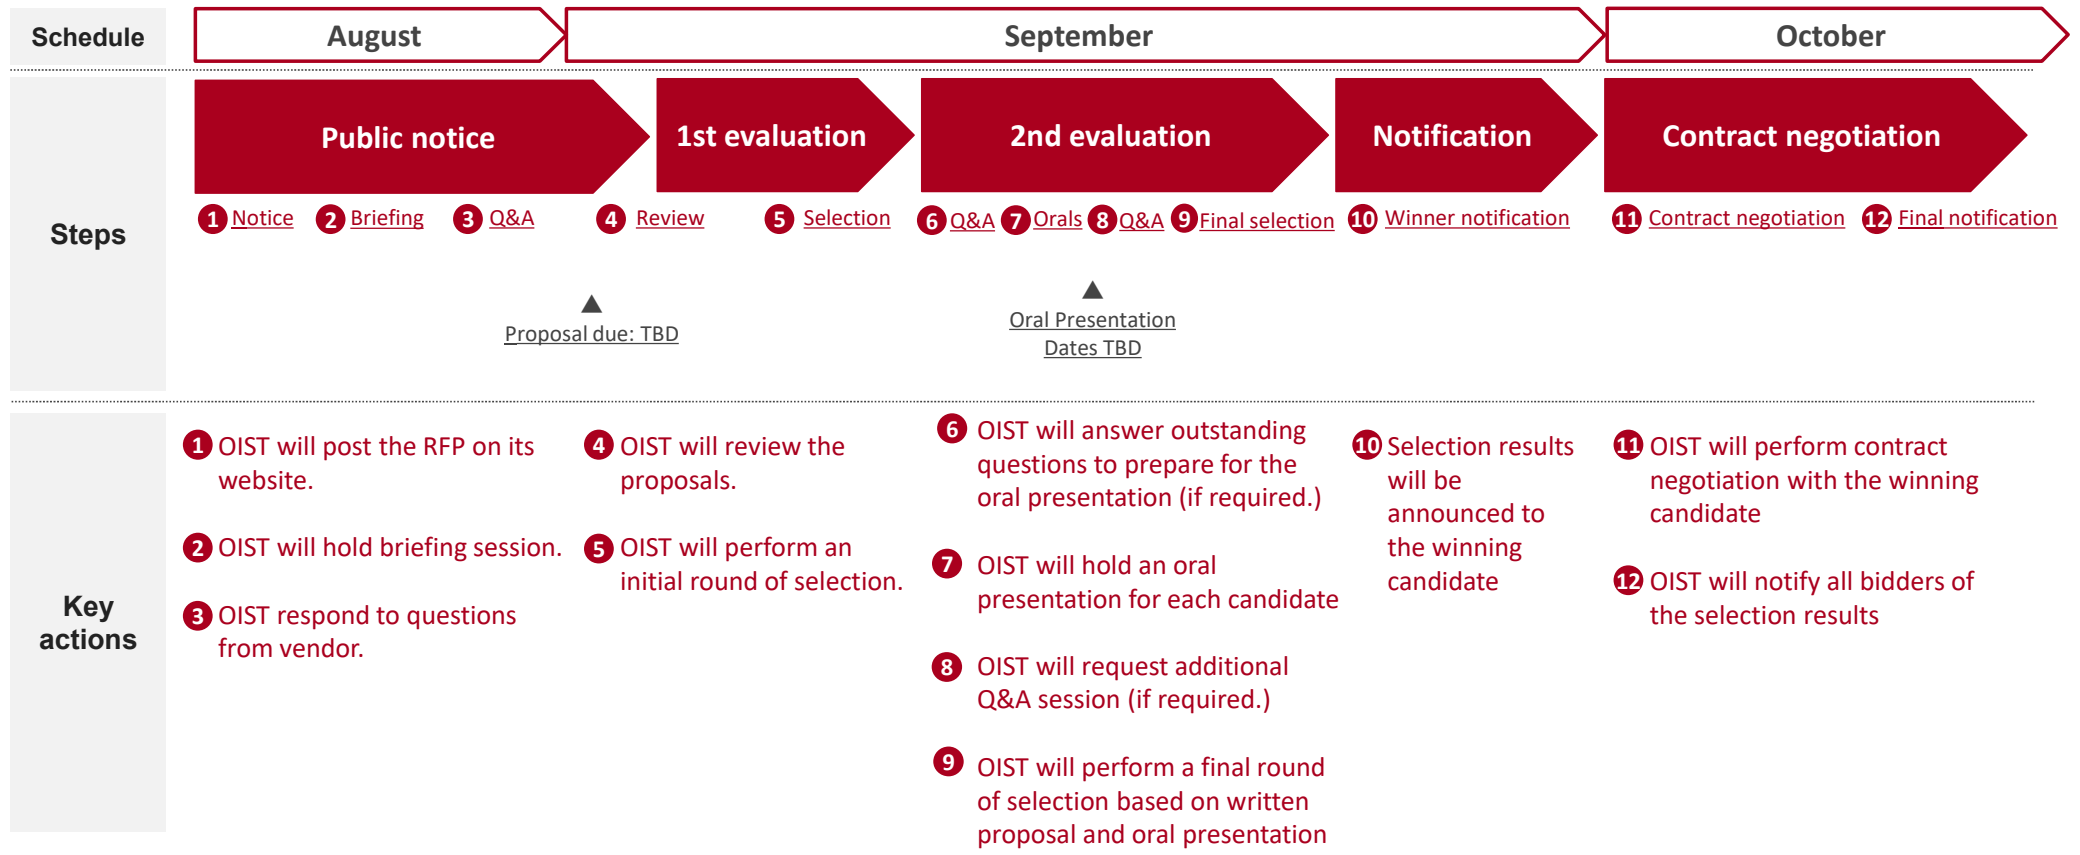 Schedule
August
September
October
Steps
Public notice
1st evaluation
2nd evaluation
Notification
Contract negotiation
1 Notice
2 Briefing
3 Q&A
4 Review
5 Selection
6 Q&A
7 Orals
8 Q&A
9 Final selection
10 Winner notification
11 Contract negotiation
12 Final notification
Proposal due: TBD
Oral Presentation
Dates TBD
Key
actions
1 OIST will post the RFP on its
website.
2 OIST will hold briefing session.
3 OIST respond to questions
from vendor.
4 OIST will review the
proposals.
5 OIST will perform an
initial round of selection.
6 OIST will answer outstanding
questions to prepare for the
oral presentation (if required.)
7 OIST will hold an oral
presentation for each candidate
8 OIST will request additional
Q&A session (if required.)
9 OIST will perform a final round
of selection based on written
proposal and oral presentation
10 Selection results
will be
announced to
the winning
candidate
11 OIST will perform contract
negotiation with the winning
candidate
12 OIST will notify all bidders of
the selection results